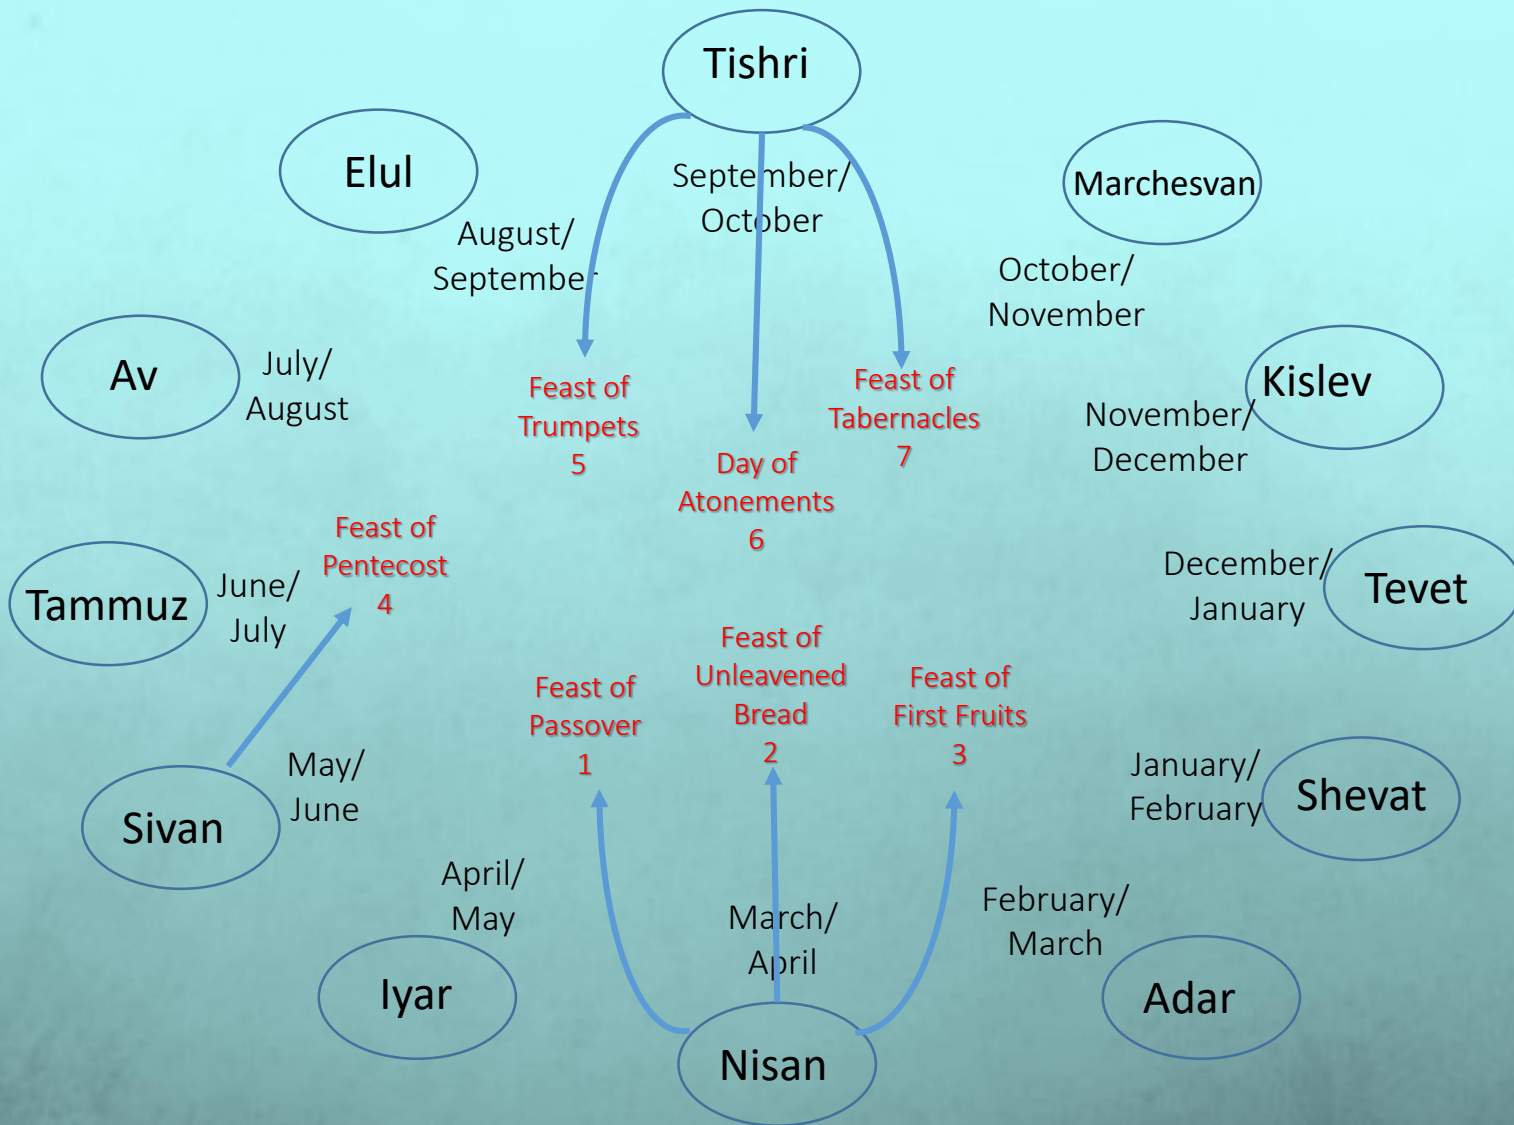 Tishri
September/
October
Elul
August/
September
Marchesvan
October/
November
Av
July/
August
Feast of
Trumpets
5
Day of
Atonements
6
Feast of
Tabernacles
7
Kislev
November/
December
Tammuz
June/
July
Feast of
Pentecost
4
December/
January
Tevet
Feast of
Passover
1
Feast of
Unleavened
Bread
2
Feast of
First Fruits
3
Sivan
May/
June
January/
February
Shevat
April/
May
Iyar
March/
April
Nisan
February/
March
Adar